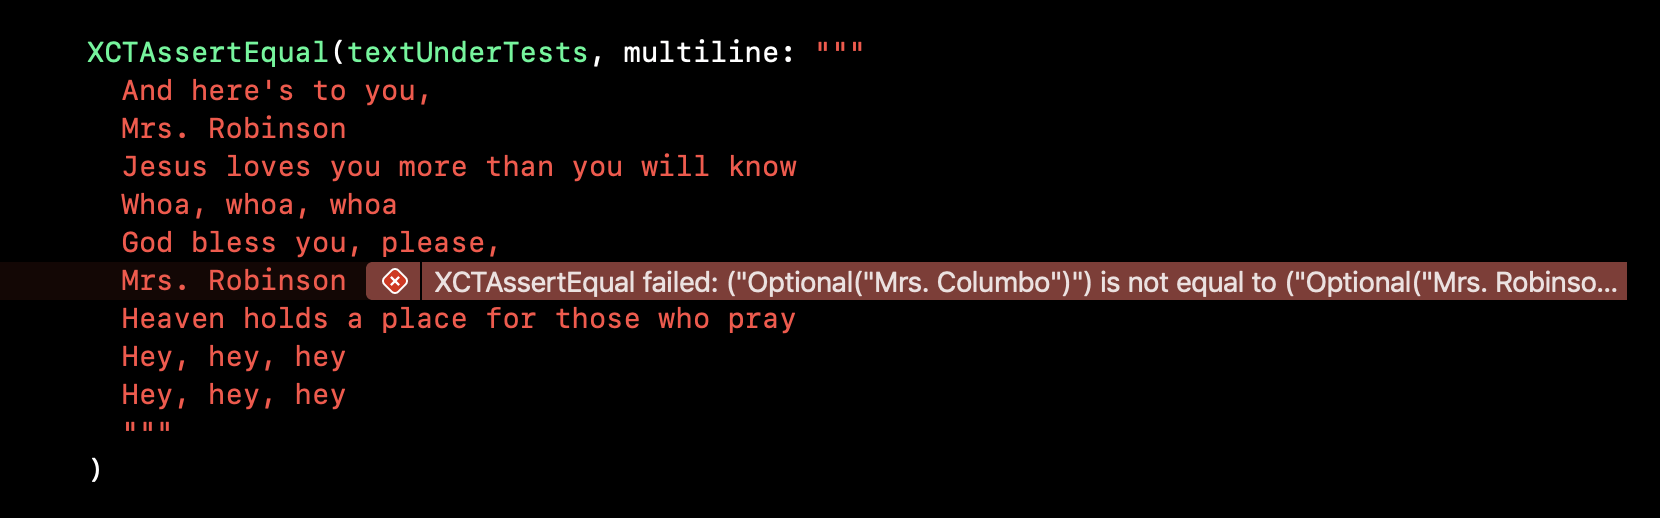 XCTAssertEqual(textUnderTests, multiline: """
And here's to you,
Mrs. Robinson
Jesus loves you more than you will know
Whoa, whoa, whoa
God bless you, please,
Mrs. Robinson XCTAssertEqual failed: ("Optional("Mrs. Columbo")") is not equal to ("Optional("Mrs. Robinso...
Heaven holds a place for those who pray
Hey, hey, hey
Hey, hey, hey
"""
)